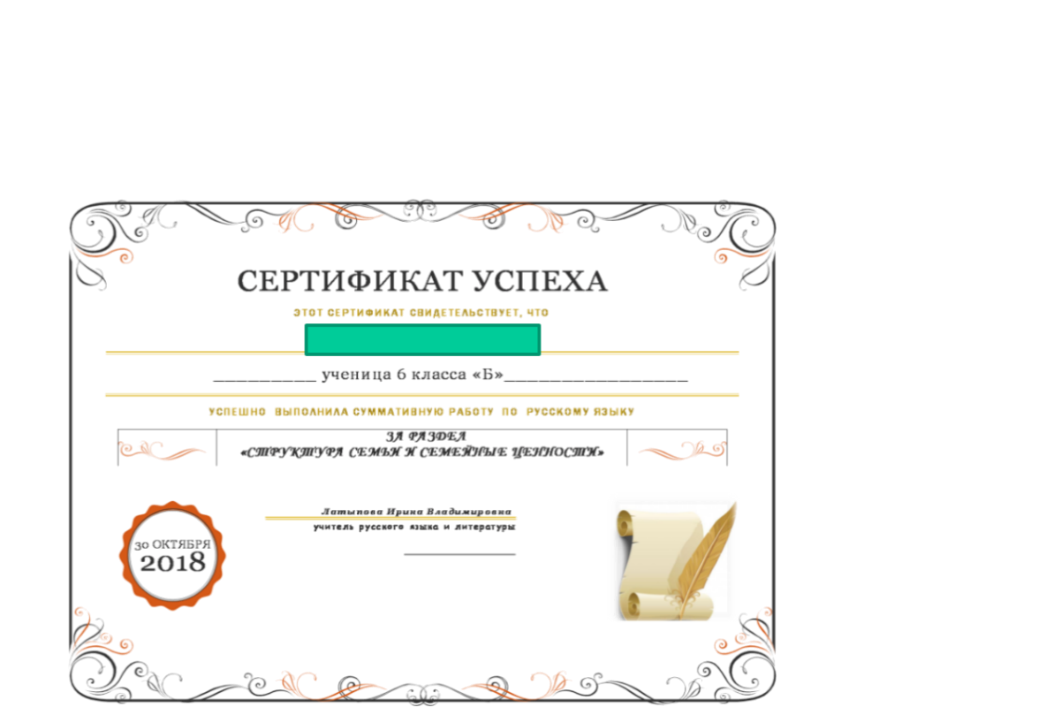 СЕРТИФИКАТ УСПЕХА
ЭТОТ СЕРТИФИКАТ СВИДЕТЕЛЬСТВУЕТ, ЧТО
__________ ученица 6 класса «Б»__________________
УСПЕШНО ВЫПОЛНИЛА СУММАТИВНУЮ РАБОТУ ПО РУССКОМУ ЯЗЫКУ
ЗА РАЗДЕЛ
«СТРУКТУРА СЕМЬИ И СЕМЕЙНЫЕ ЦЕННОСТИ»
Латыпова Ирина Владимировна
учитель русского языка и литературы
30 ОКТЯБРЯ
2018